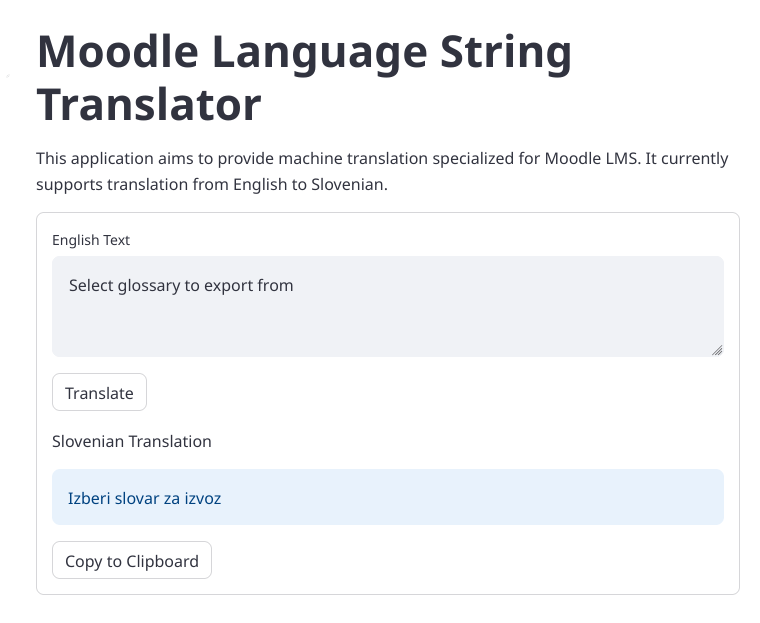 Moodle Language String
Translator
This application aims to provide machine translation specialized for Moodle LMS. It currently
supports translation from English to Slovenian.
English Text
Select glossary to export from
Translate
Slovenian Translation
Izberi slovar za izvoz
Copy to Clipboard